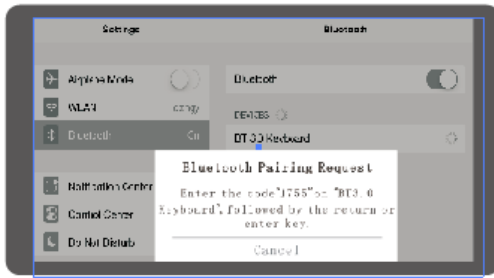 Settings
Bluetooth
Airplane Mode
Bluetooth
WLAN
DEVICES
Bluetooth On
BT 3.0 Keyboard
Bluetooth Pairing Request
Notification Center
Enter the code"1755"on "BT3.0
Control Center
Keyboard", followed by the return or
enter key.
Do Not Disturb
Cancel